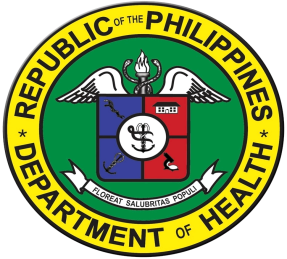 REPUBLIC OF THE PHILIPPINES
DEPARTMENT OF HEALTH
FLOREAT SALUBRITAS POPULI